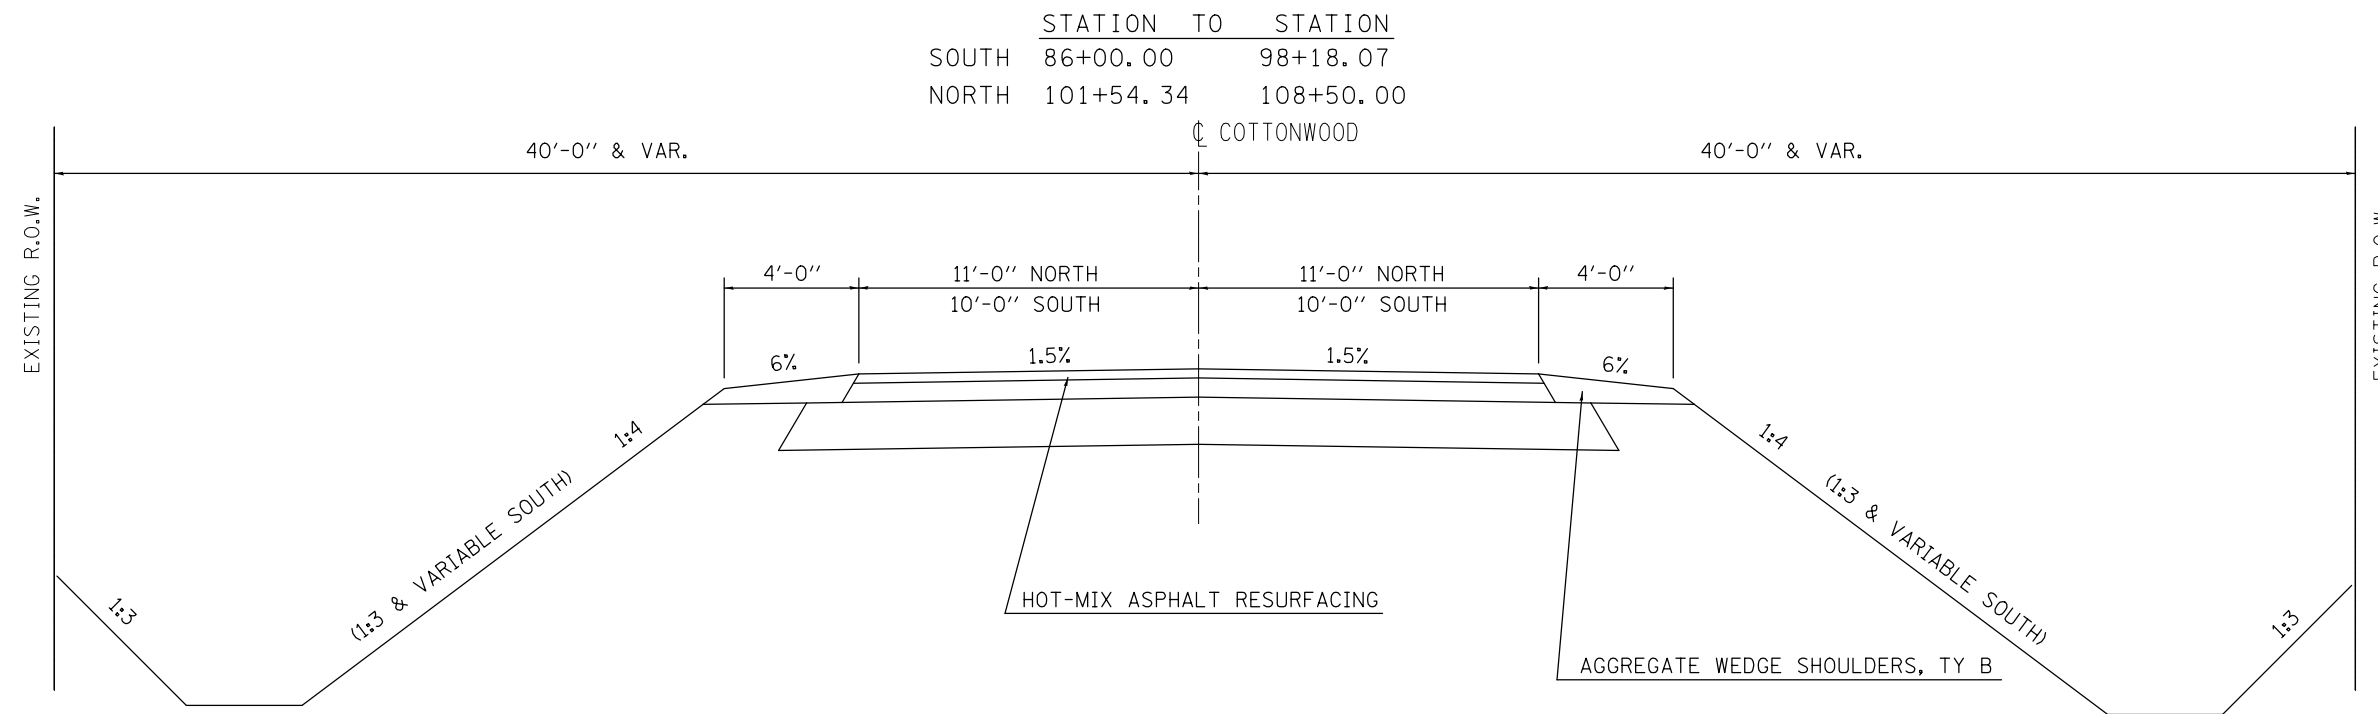 STATION TO STATION
SOUTH 86+00.00 98+18.07
NORTH 101+54.34 108+50.00
℄ COTTONWOOD
40'-0" & VAR.
40'-0" & VAR.
EXISTING R.O.W.
EXISTING R.O.W.
4'-0"
11'-0" NORTH
11'-0" NORTH
4'-0"
10'-0" SOUTH
10'-0" SOUTH
6%
1.5%
1.5%
6%
1:4
1:4
(1:3 & VARIABLE SOUTH)
(1:3 & VARIABLE SOUTH)
1:3
1:3
HOT-MIX ASPHALT RESURFACING
AGGREGATE WEDGE SHOULDERS, TY B